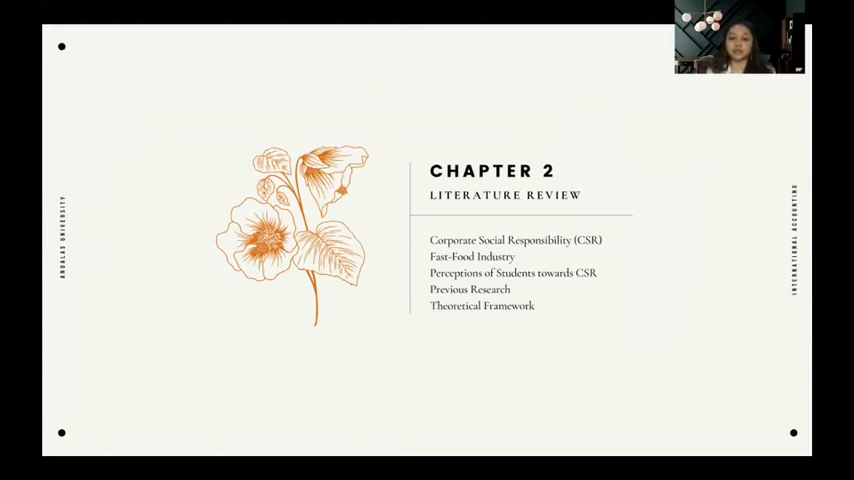 CHAPTER 2
LITERATURE REVIEW
Corporate Social Responsibility (CSR)
Fast-Food Industry
Perceptions of Students towards CSR
Previous Research
Theoretical Framework
ANDALAS UNIVERSITY
INTERNATIONAL ACCOUNTING